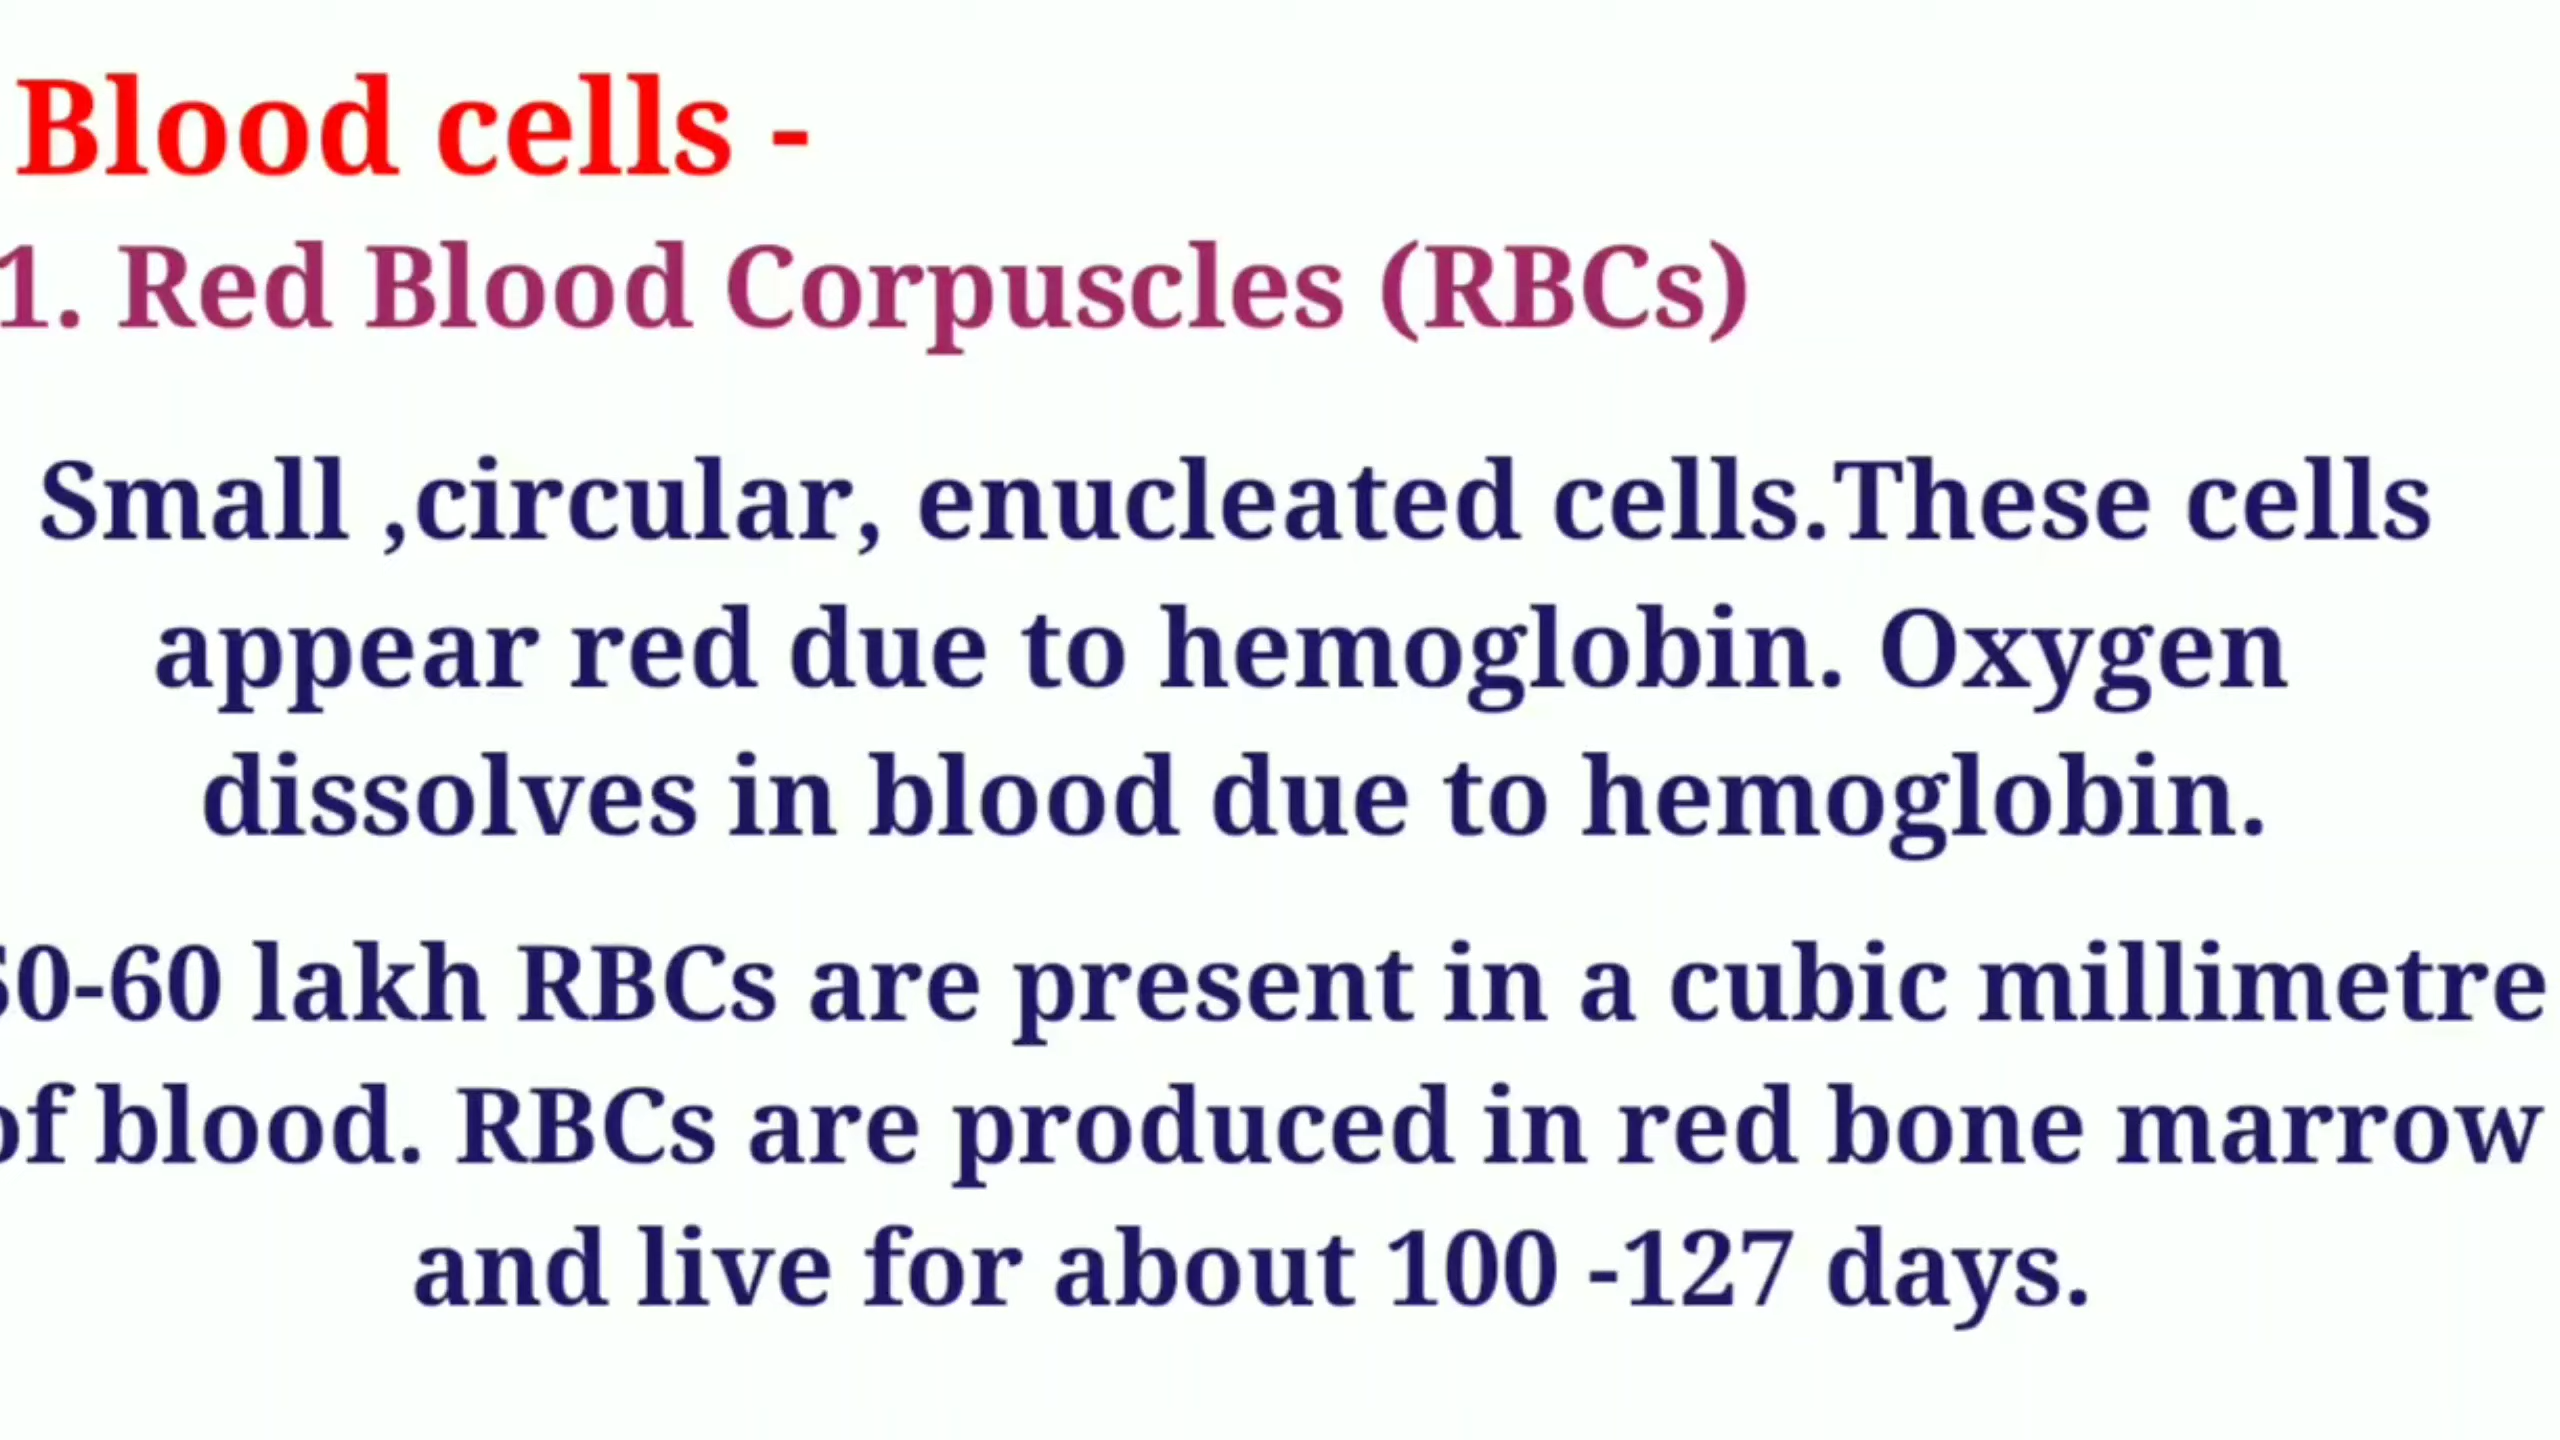 Blood cells -
1. Red Blood Corpuscles (RBCs)
Small ,circular, enucleated cells.These cells
appear red due to hemoglobin. Oxygen
dissolves in blood due to hemoglobin.
50-60 lakh RBCs are present in a cubic millimetre
of blood. RBCs are produced in red bone marrow
and live for about 100 -127 days.